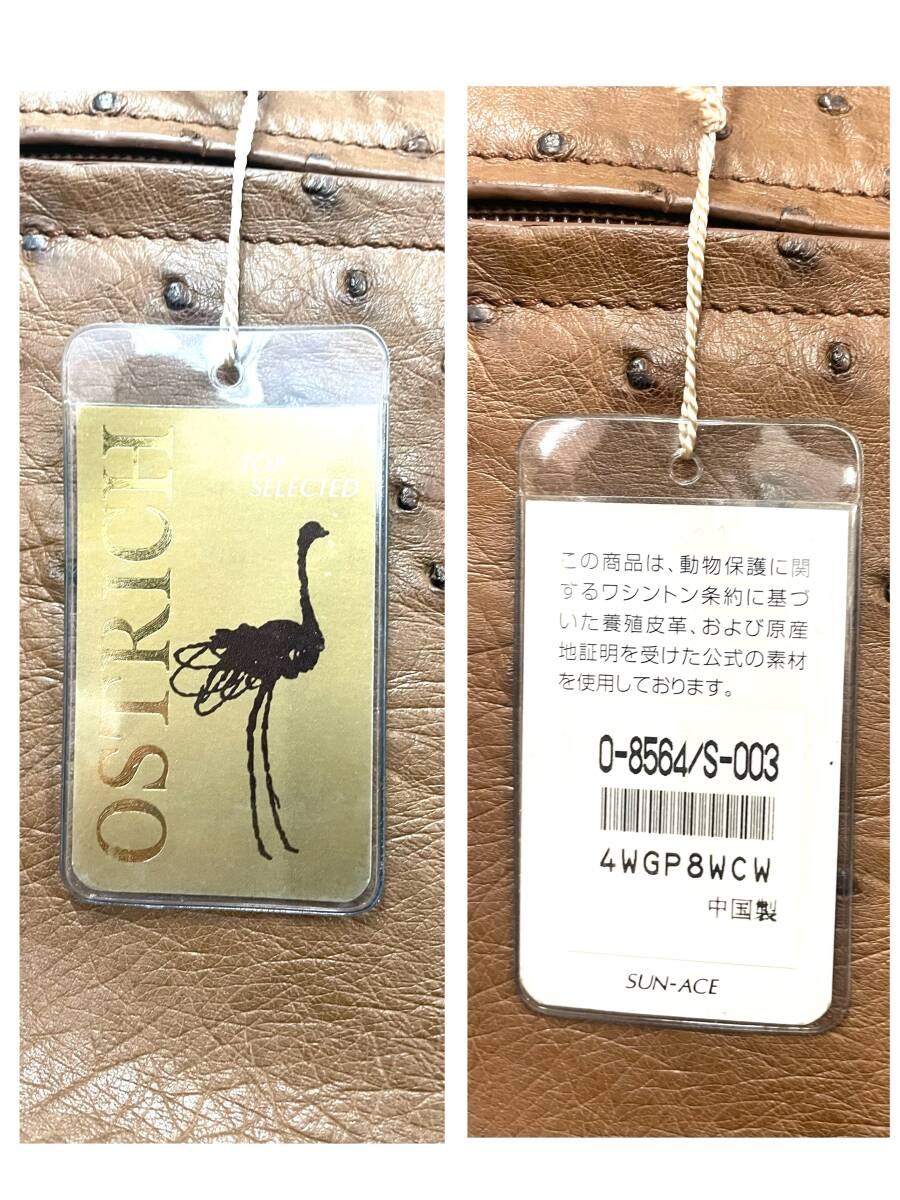 OSTRICH
TOP
SELECTED
この商品は、動物保護に関
するワシントン条約に基づ
いた養殖皮革、および原産
地証明を受けた公式の素材
を使用しております。
0-8564/S-003
4WGP8WCW
中国製
SUN-ACE